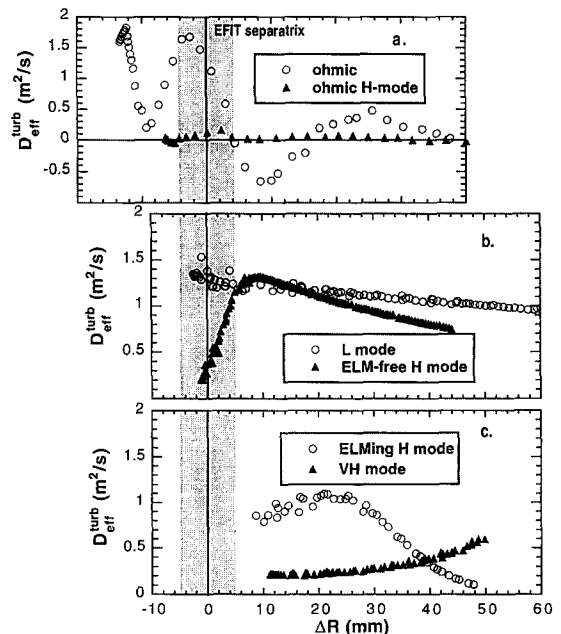 EFIT separatrix
a.
2
1.5
1
0.5
0
-0.5
D_eff^turb (m²/s)
○ ohmic
▲ ohmic H-mode
b.
2
1.5
1
0.5
D_eff^turb (m²/s)
○ L mode
▲ ELM-free H mode
c.
2
1.5
1
0.5
0
D_eff^turb (m²/s)
○ ELMing H mode
▲ VH mode
-10 0 10 20 30 40 50 60
ΔR (mm)